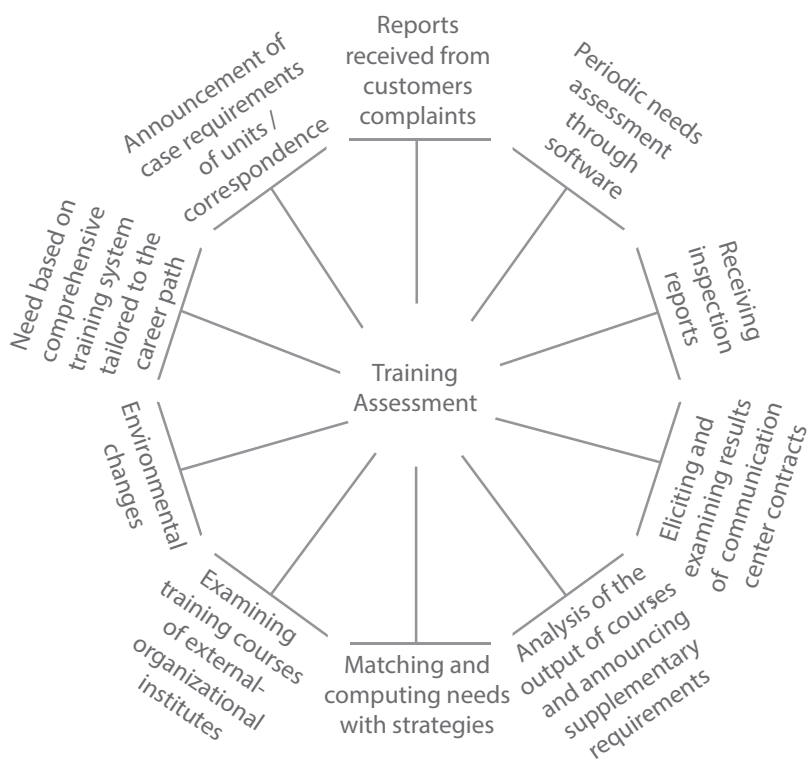 Reports
received from
customers
complaints
Periodic needs
assessment
through
software
Receiving
inspection
reports
Eliciting and
examining results
of communication
center contracts
Analysis of the
output of courses
and announcing
supplementary
requirements
Matching and
computing needs
with strategies
Examining
training courses
of external-
organizational
institutes
Environmental
changes
Need based on
comprehensive
training system
tailored to the
career path
Announcement of
case requirements
of units /
correspondence
Training
Assessment